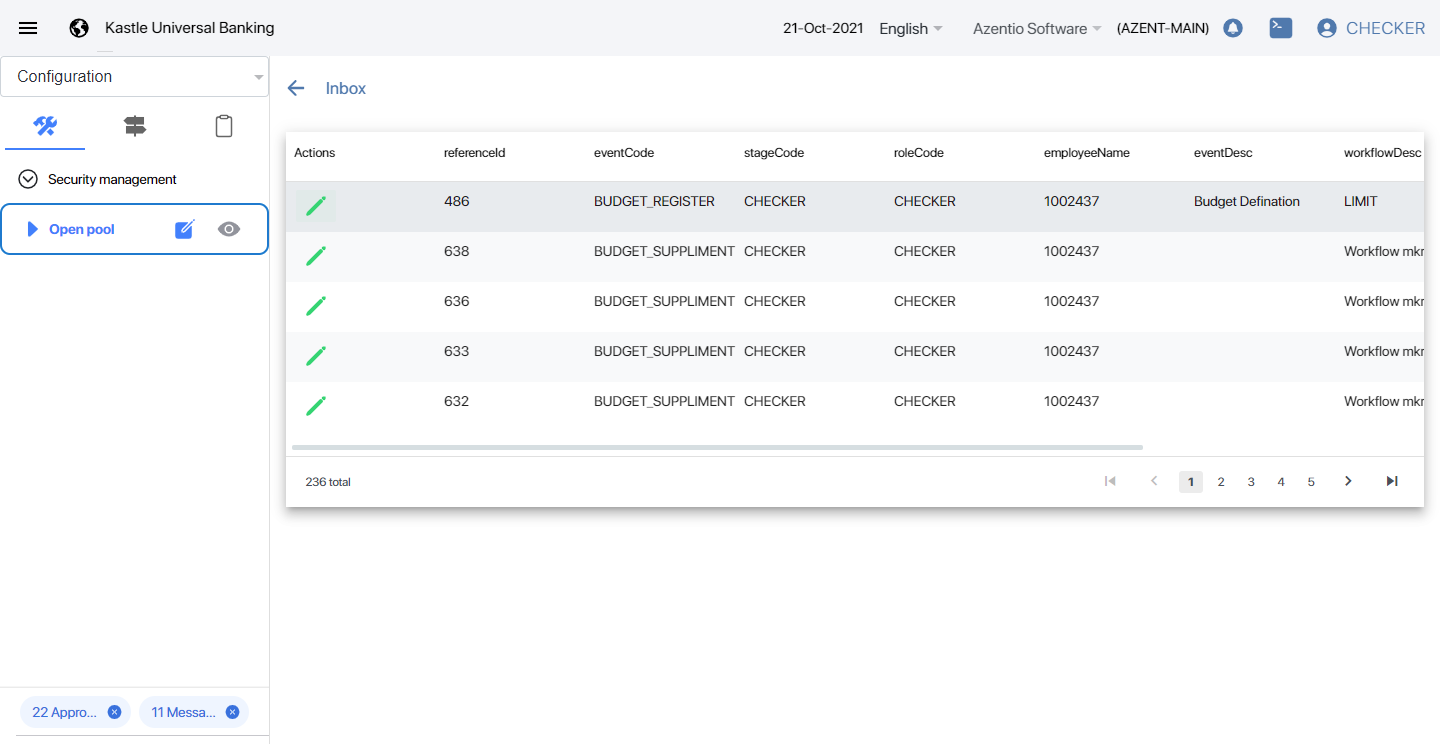 Kastle Universal Banking
21-Oct-2021 English Azentio Software (AZENT-MAIN) CHECKER
Configuration
Security management
Open pool
22 Appro... 11 Messa...
Inbox
Actions referenceId eventCode stageCode roleCode employeeName eventDesc workflowDesc
486 BUDGET_REGISTER CHECKER CHECKER 1002437 Budget Defination LIMIT
638 BUDGET_SUPPLIMENT CHECKER CHECKER 1002437 Workflow mkr
636 BUDGET_SUPPLIMENT CHECKER CHECKER 1002437 Workflow mkr
633 BUDGET_SUPPLIMENT CHECKER CHECKER 1002437 Workflow mkr
632 BUDGET_SUPPLIMENT CHECKER CHECKER 1002437 Workflow mkr
236 total 1 2 3 4 5